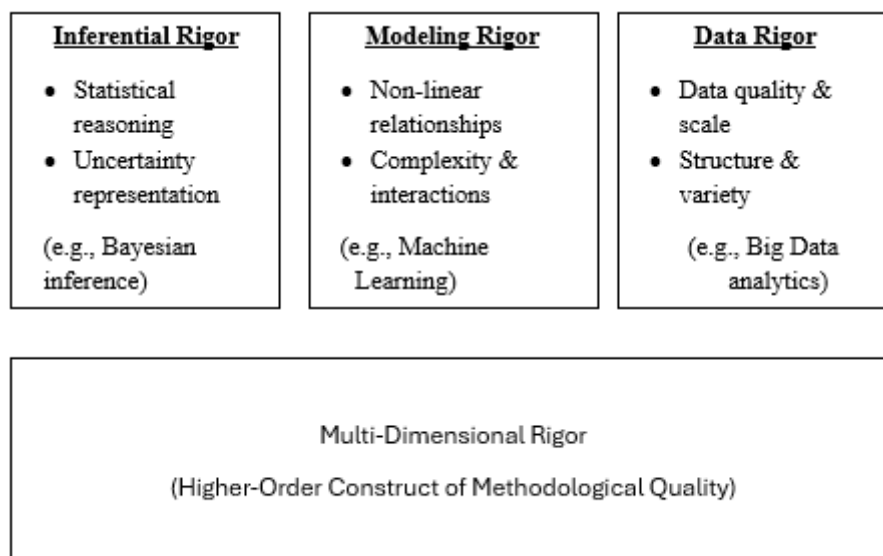 Inferential Rigor
• Statistical
reasoning
• Uncertainty
representation
(e.g., Bayesian
inference)
Modeling Rigor
• Non-linear
relationships
• Complexity &
interactions
(e.g., Machine
Learning)
Data Rigor
• Data quality &
scale
• Structure &
variety
(e.g., Big Data
analytics)
Multi-Dimensional Rigor
(Higher-Order Construct of Methodological Quality)